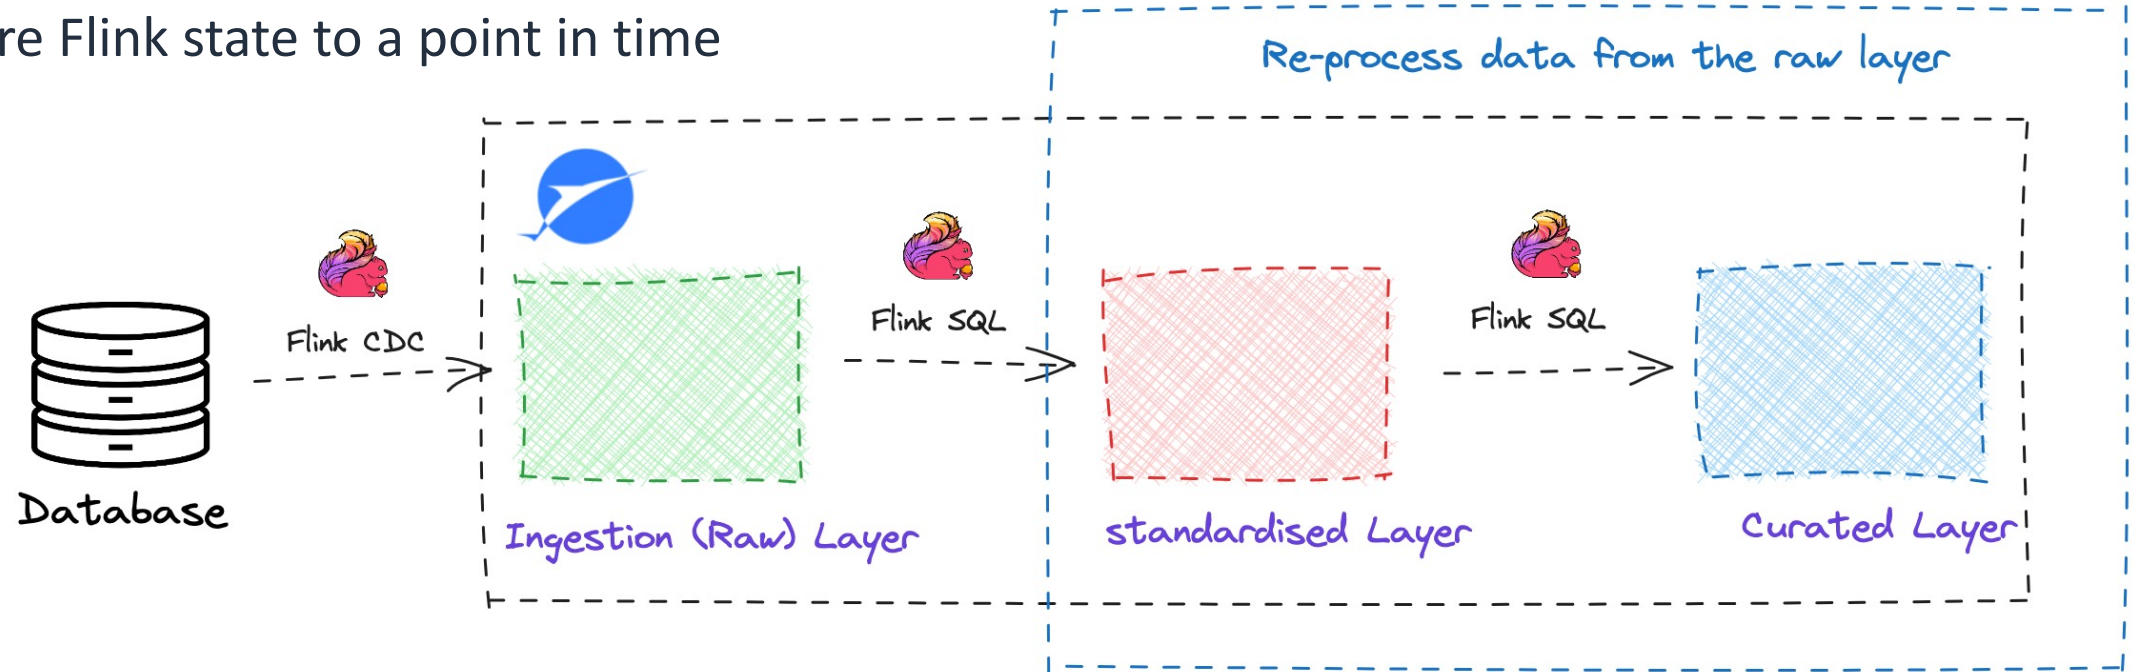 re Flink state to a point in time
Re-process data from the raw layer
Flink CDC
Flink SQL
Flink SQL
Database
Ingestion (Raw) Layer
standardised Layer
Curated Layer